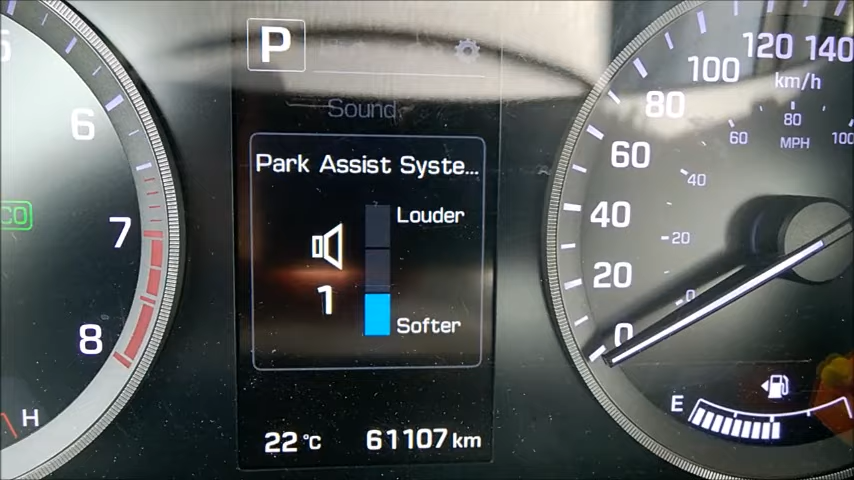 P
Sound
Park Assist Syste...
Louder
1
Softer
22 °C
61107 km
6
7
8
H
CO
0
20
40
60
80
100
120
140
km/h
0
20
40
60
80
100
MPH
E